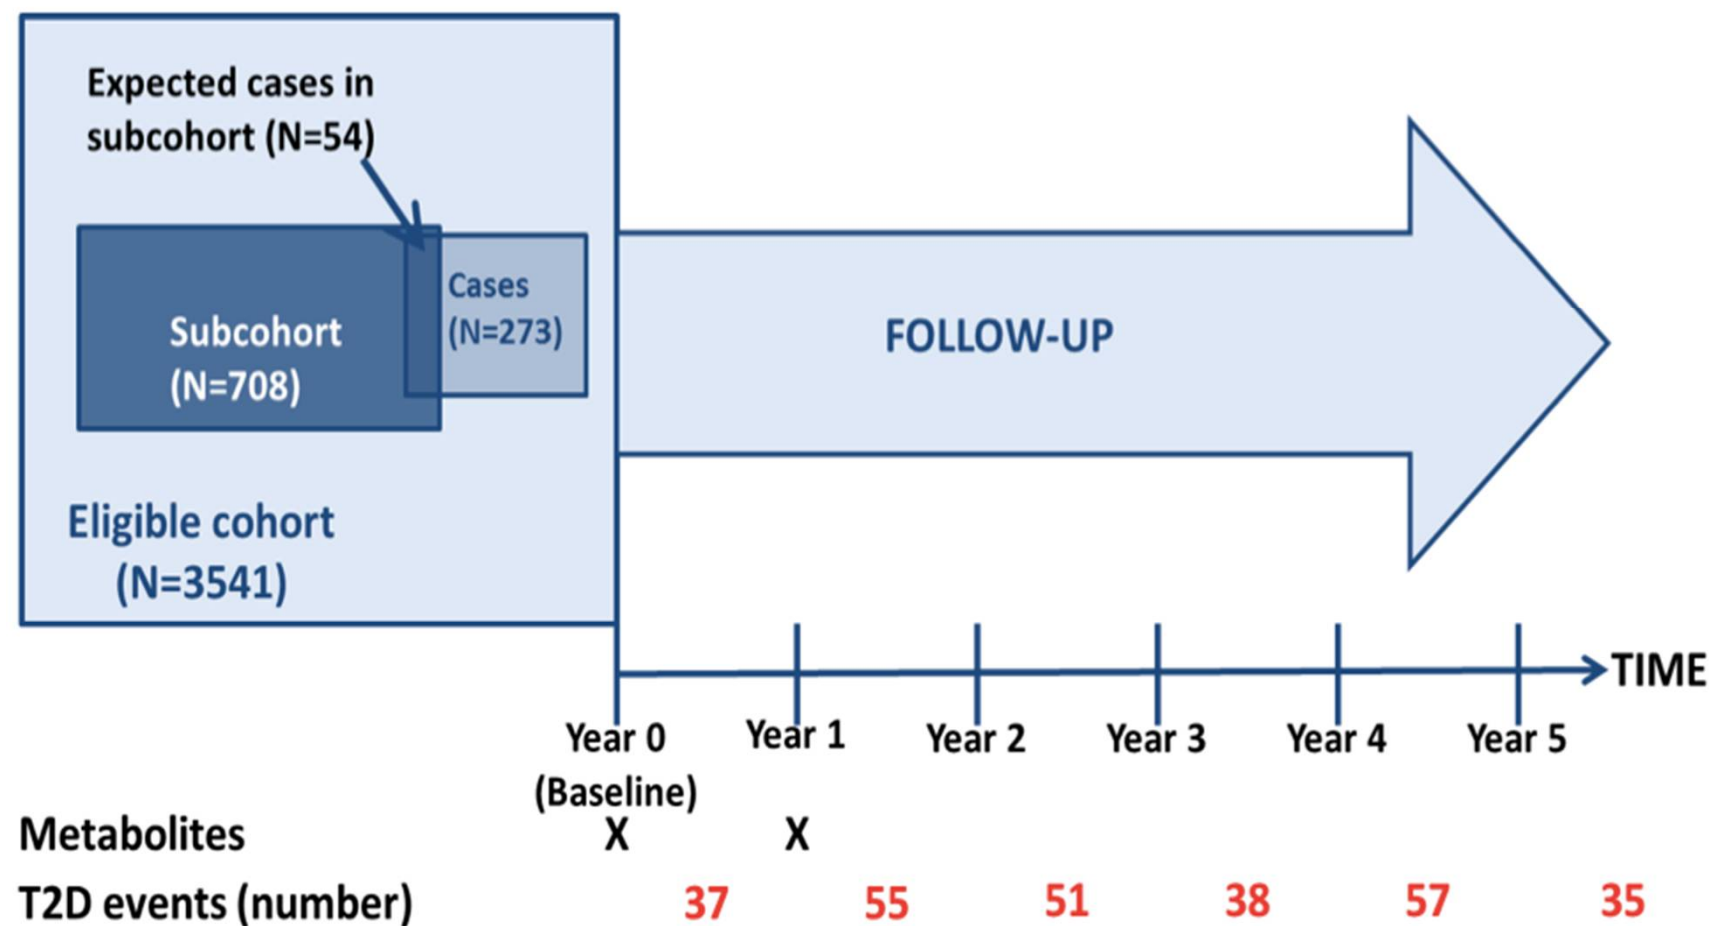 Expected cases in
subcohort (N=54)
Cases
(N=273)
Subcohort
(N=708)
FOLLOW-UP
Eligible cohort
(N=3541)
TIME
Year 0 Year 1 Year 2 Year 3 Year 4 Year 5
(Baseline)
Metabolites X X
T2D events (number) 37 55 51 38 57 35